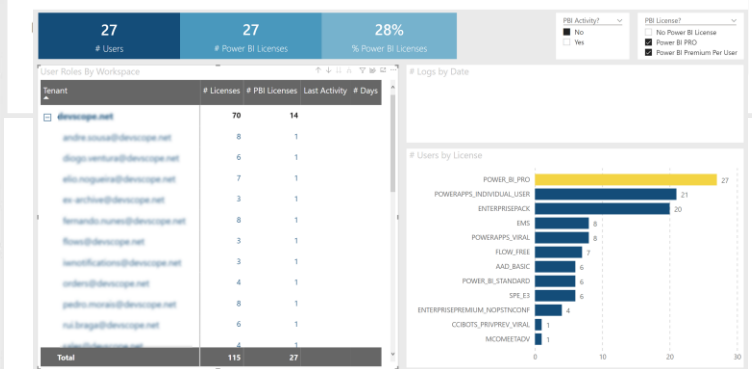 27
# Users
27
# Power BI Licenses
28%
% Power BI Licenses
PBI Activity?
No
Yes
PBI License?
No Power BI License
Power BI PRO
Power BI Premium Per User
User Roles By Workspace
Tenant # Licenses # PBI Licenses Last Activity # Days
devscope.net 70 14
andre.sousa@devscope.net 8 1
diogo.ventura@devscope.net 6 1
elio.nogueira@devscope.net 7 1
ex-archive@devscope.net 3 1
fernando.nunes@devscope.net 8 1
flows@devscope.net 3 1
iwnotifications@devscope.net 3 1
orders@devscope.net 4 1
pedro.morais@devscope.net 8 1
rui.braga@devscope.net 6 1
sales@devscope.net 4 1
Total 115 27
# Logs by Date
# Users by License
POWER_BI_PRO 27
POWERAPPS_INDIVIDUAL_USER 21
ENTERPRISEPACK 20
EMS 8
POWERAPPS_VIRAL 8
FLOW_FREE 7
AAD_BASIC 6
POWER_BI_STANDARD 6
SPE_E3 6
ENTERPRISEPREMIUM_NOPSTNCONF 4
CCIBOTS_PRIVPREV_VIRAL 1
MCOMEETADV 1
0 10 20 30